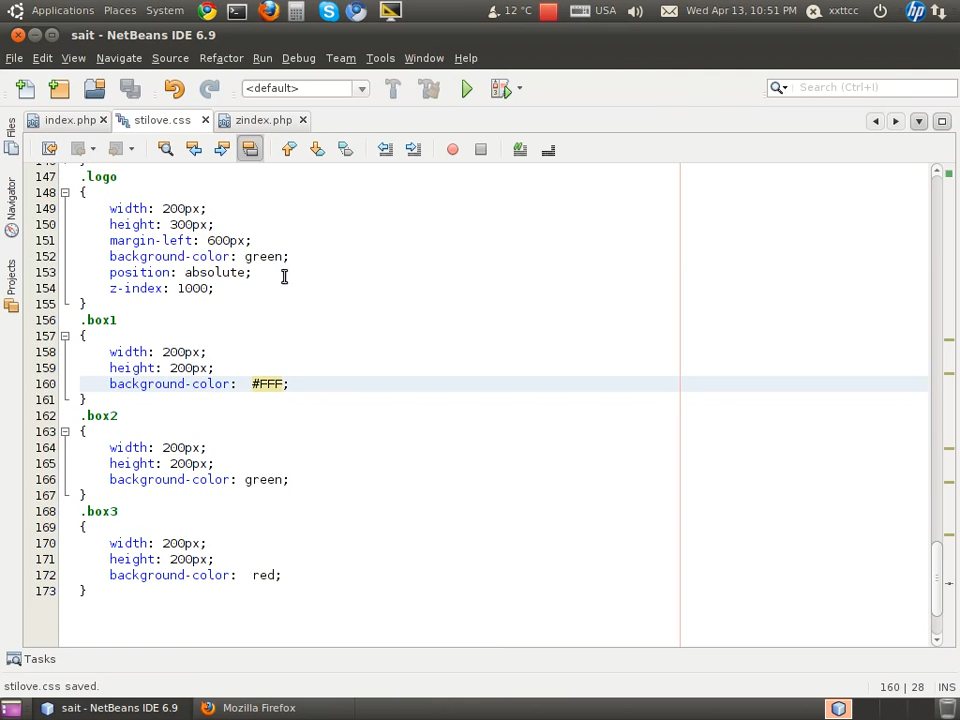 Applications Places System 12 °C USA Wed Apr 13, 10:51 PM xxttcc
sait - NetBeans IDE 6.9
File Edit View Navigate Source Refactor Run Debug Team Tools Window Help
<default> Search (Ctrl+I)
index.php stilove.css zindex.php
Files
Navigator
Projects
147 .logo
148 {
149 width: 200px;
150 height: 300px;
151 margin-left: 600px;
152 background-color: green;
153 position: absolute;
154 z-index: 1000;
155 }
156 .box1
157 {
158 width: 200px;
159 height: 200px;
160 background-color: #FFF;
161 }
162 .box2
163 {
164 width: 200px;
165 height: 200px;
166 background-color: green;
167 }
168 .box3
169 {
170 width: 200px;
171 height: 200px;
172 background-color: red;
173 }
Tasks
stilove.css saved. 160 | 28 INS
sait - NetBeans IDE 6.9 Mozilla Firefox